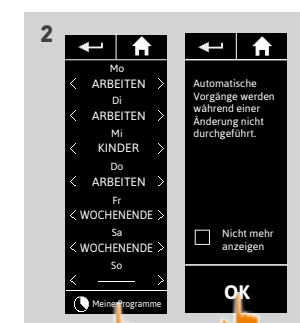 2
Mo
< ARBEITEN >
Di
< ARBEITEN >
Mi
< KINDER >
Do
< ARBEITEN >
Fr
< WOCHENENDE >
Sa
< WOCHENENDE >
So
Meine Programme
Automatische
Vorgänge werden
während einer
Änderung nicht
durchgeführt.
Nicht mehr
anzeigen
OK